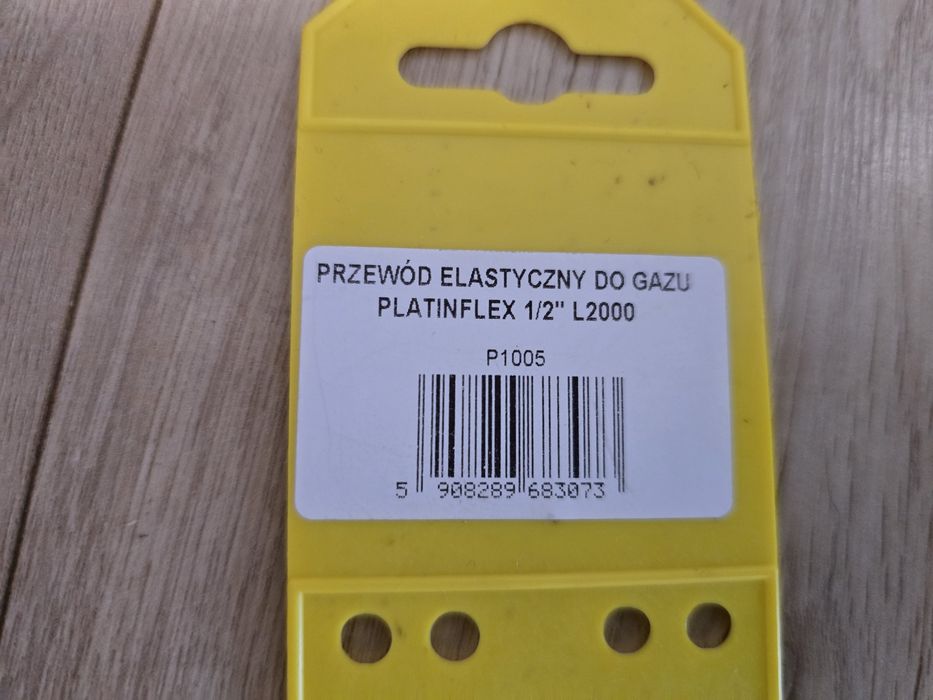 PRZEWÓD ELASTYCZNY DO GAZU
PLATINFLEX 1/2" L2000
P1005
5 908289 683073